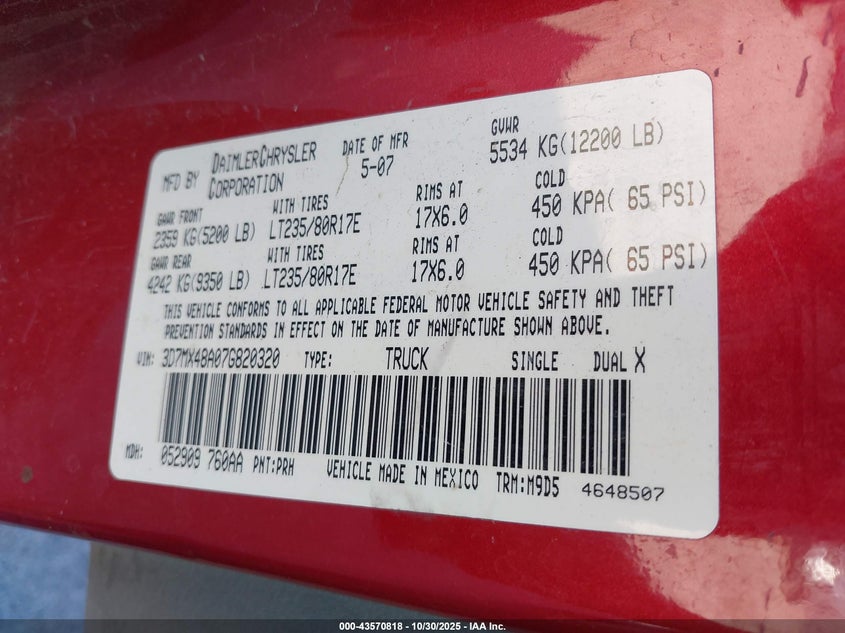 MFD BY DAIMLERCHRYSLER CORPORATION DATE OF MFR 5-07 GVWR 5534 KG(12200 LB)
GAWR FRONT WITH TIRES RIMS AT COLD
2359 KG(5200 LB) LT235/80R17E 17X6.0 450 KPA( 65 PSI)
GAWR REAR WITH TIRES RIMS AT COLD
4242 KG(9350 LB) LT235/80R17E 17X6.0 450 KPA( 65 PSI)
THIS VEHICLE CONFORMS TO ALL APPLICABLE FEDERAL MOTOR VEHICLE SAFETY AND THEFT
PREVENTION STANDARDS IN EFFECT ON THE DATE OF MANUFACTURE SHOWN ABOVE.
VIN: 3D7MX48A07G820320 TYPE: TRUCK SINGLE DUAL X
MDH: 052909 760AA PNT:PRH VEHICLE MADE IN MEXICO TRM:M9D5 4648507
000-43570818 - 10/30/2025 - IAA Inc.